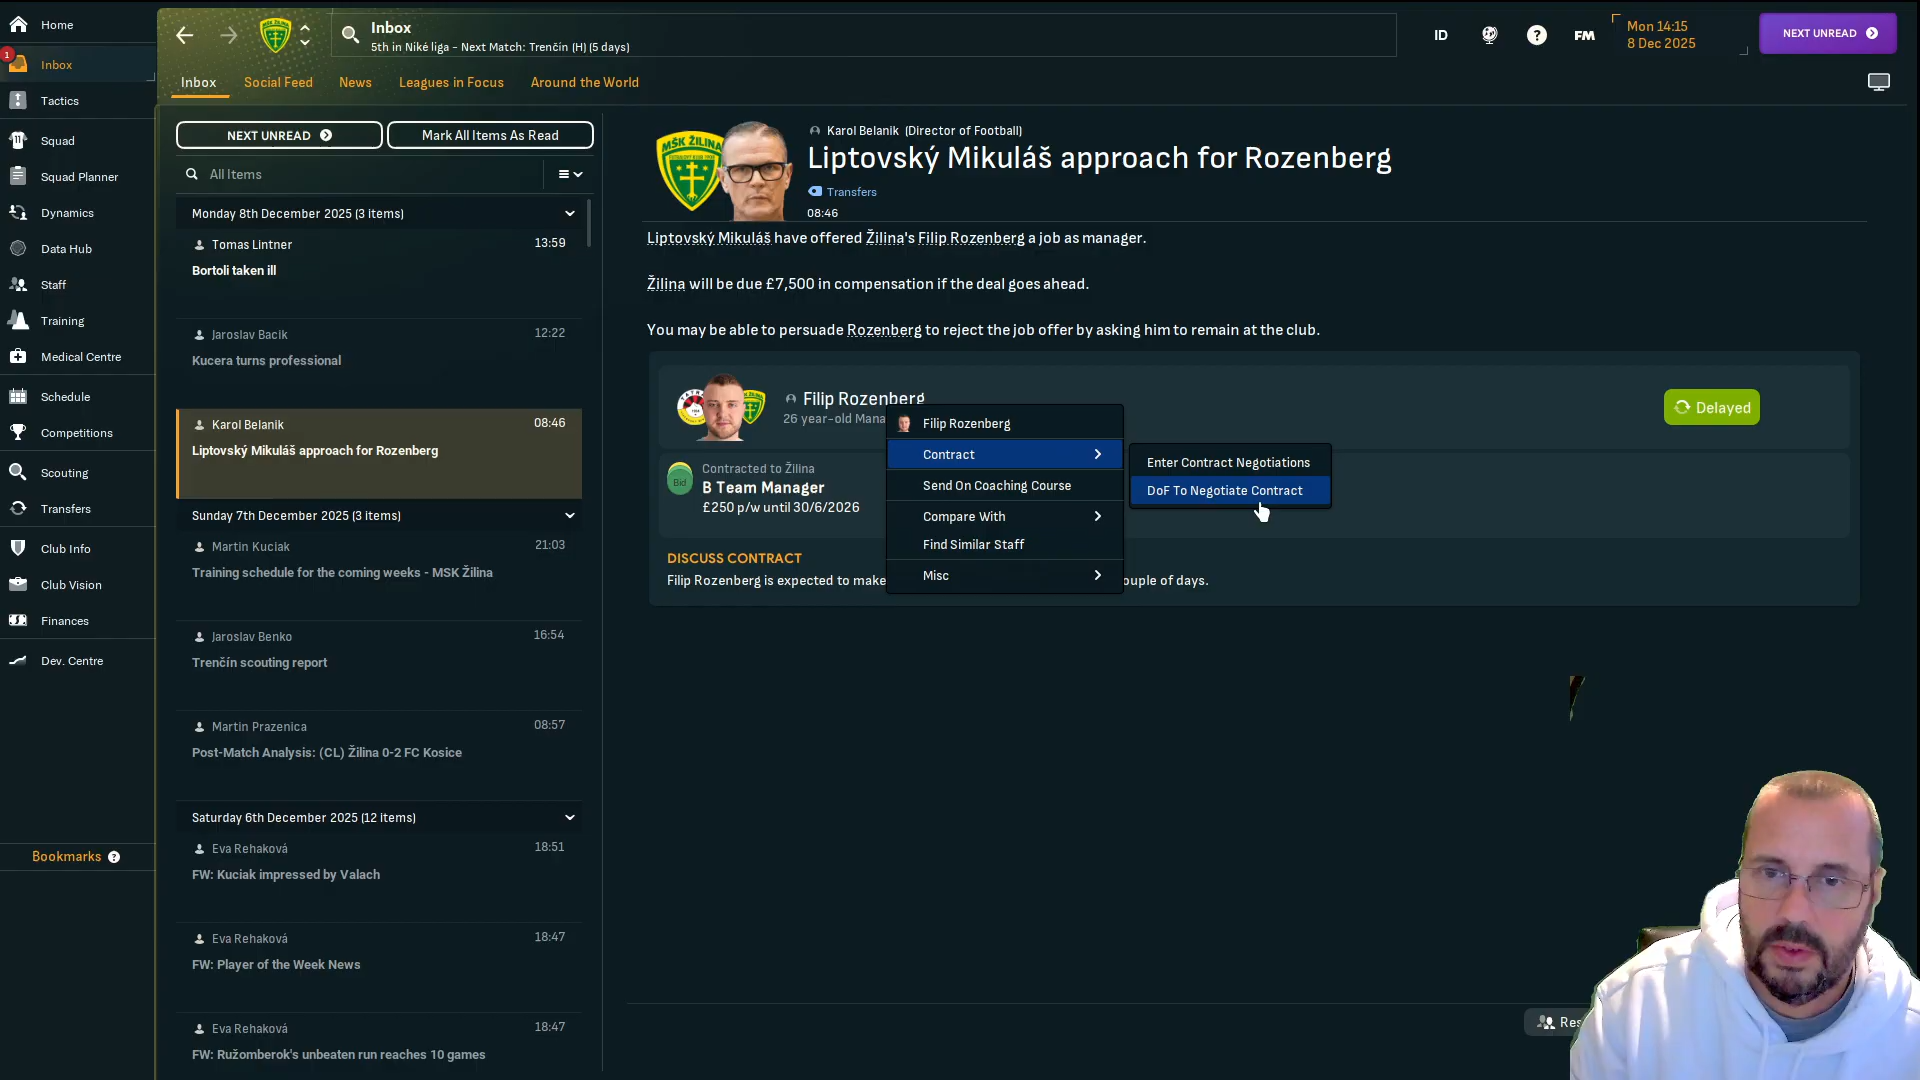 Home
1
Inbox
Tactics
Squad
Squad Planner
Dynamics
Data Hub
Staff
Training
Medical Centre
Schedule
Competitions
Scouting
Transfers
Club Info
Club Vision
Finances
Dev. Centre
Bookmarks ?
MŠK ŽILINA
Inbox
5th in Niké liga - Next Match: Trenčín (H) (5 days)
ID
?
FM
Mon 14:15
8 Dec 2025
NEXT UNREAD
Inbox
Social Feed
News
Leagues in Focus
Around the World
NEXT UNREAD
Mark All Items As Read
All Items
Monday 8th December 2025 (3 items)
Tomas Lintner 13:59
Bortoli taken ill
Jaroslav Bacik 12:22
Kucera turns professional
Karol Belanik 08:46
Liptovský Mikuláš approach for Rozenberg
Sunday 7th December 2025 (3 items)
Martin Kuciak 21:03
Training schedule for the coming weeks - MSK Žilina
Jaroslav Benko 16:54
Trenčín scouting report
Martin Prazenica 08:57
Post-Match Analysis: (CL) Žilina 0-2 FC Kosice
Saturday 6th December 2025 (12 items)
Eva Rehaková 18:51
FW: Kuciak impressed by Valach
Eva Rehaková 18:47
FW: Player of the Week News
Eva Rehaková 18:47
FW: Ružomberok's unbeaten run reaches 10 games
MŠK ŽILINA
Karol Belanik (Director of Football)
Liptovský Mikuláš approach for Rozenberg
Transfers
08:46
Liptovský Mikuláš have offered Žilina's Filip Rozenberg a job as manager.
Žilina will be due £7,500 in compensation if the deal goes ahead.
You may be able to persuade Rozenberg to reject the job offer by asking him to remain at the club.
Filip Rozenberg
26 year-old Mana
Delayed
Bid
Contracted to Žilina
B Team Manager
£250 p/w until 30/6/2026
DISCUSS CONTRACT
Filip Rozenberg is expected to make
ouple of days.
Filip Rozenberg
Contract
Send On Coaching Course
Compare With
Find Similar Staff
Misc
Enter Contract Negotiations
DoF To Negotiate Contract
Res